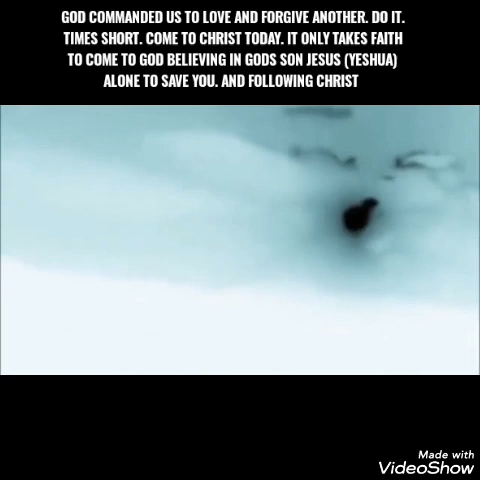 GOD COMMANDED US TO LOVE AND FORGIVE ANOTHER. DO IT.
TIMES SHORT. COME TO CHRIST TODAY. IT ONLY TAKES FAITH
TO COME TO GOD BELIEVING IN GODS SON JESUS (YESHUA)
ALONE TO SAVE YOU. AND FOLLOWING CHRIST
Made with
VideoShow